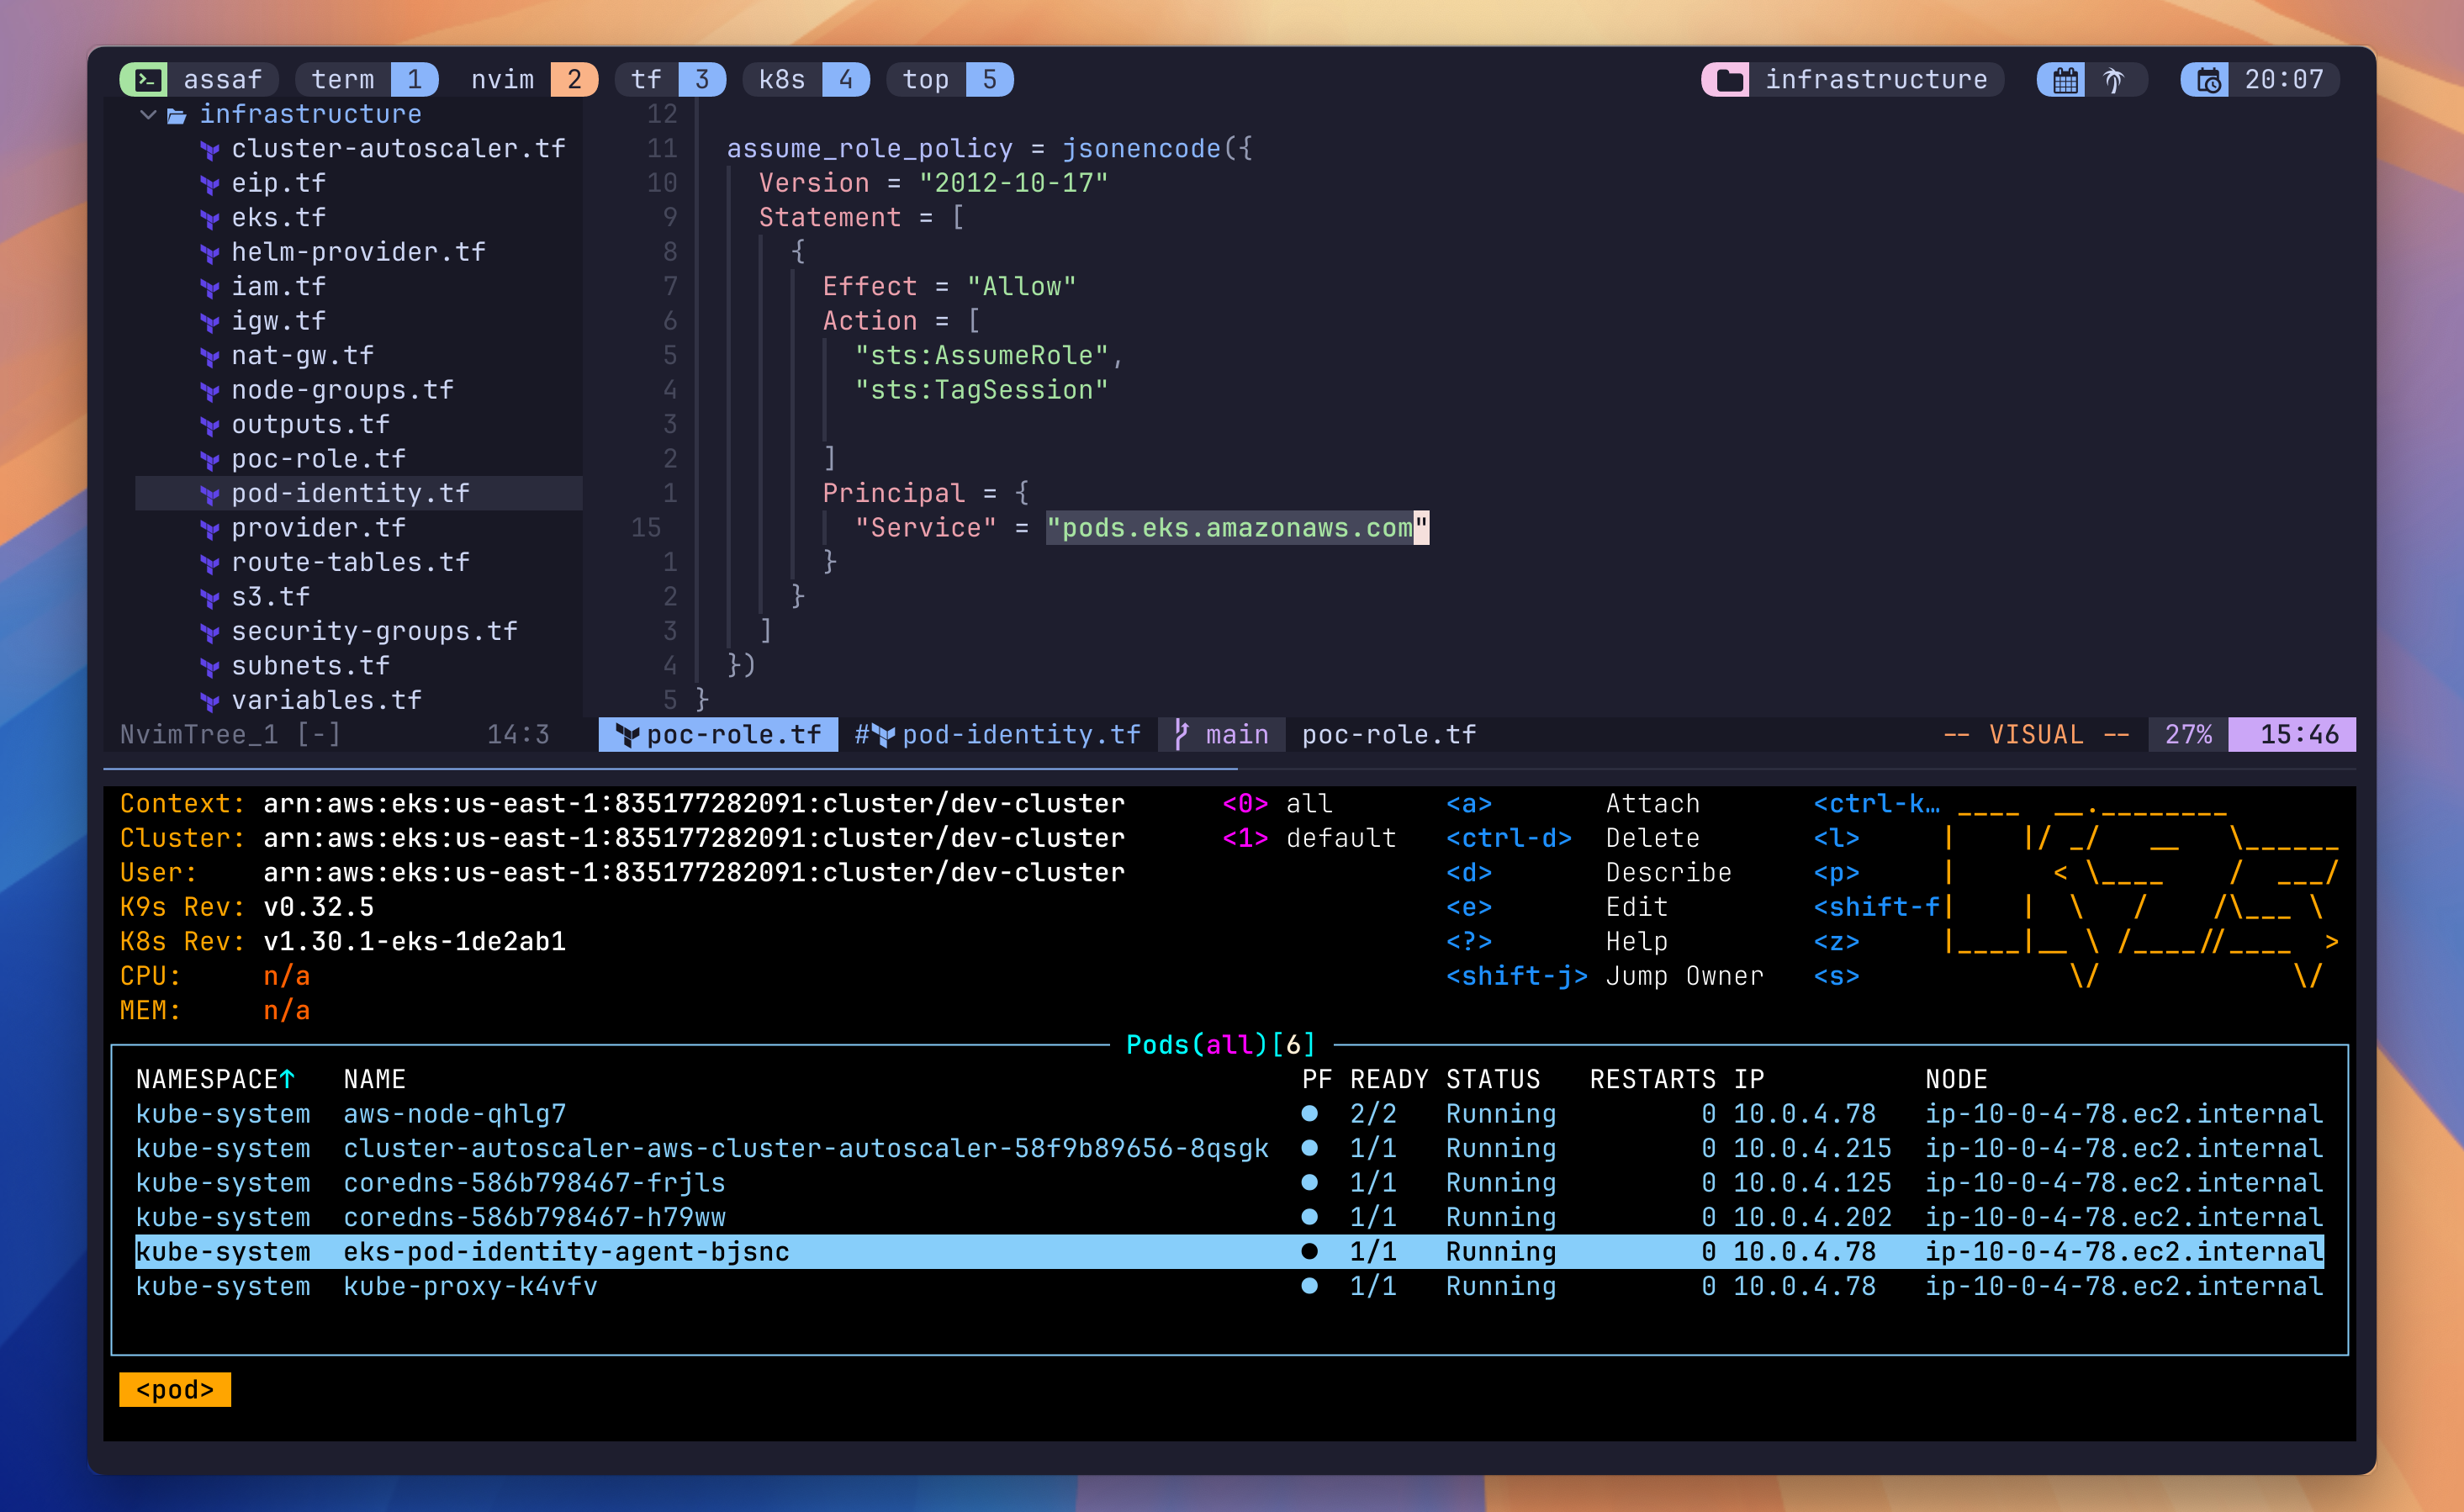 assaf term 1 nvim 2 tf 3 k8s 4 top 5 infrastructure 20:07
infrastructure
cluster-autoscaler.tf
eip.tf
eks.tf
helm-provider.tf
iam.tf
igw.tf
nat-gw.tf
node-groups.tf
outputs.tf
poc-role.tf
pod-identity.tf
provider.tf
route-tables.tf
s3.tf
security-groups.tf
subnets.tf
variables.tf
NvimTree_1 [-] 14:3
12
11 assume_role_policy = jsonencode({
10 Version = "2012-10-17"
9 Statement = [
8 {
7 Effect = "Allow"
6 Action = [
5 "sts:AssumeRole",
4 "sts:TagSession"
3
2 ]
1 Principal = {
15 "Service" = "pods.eks.amazonaws.com"
1 }
2 }
3 ]
4 })
5 }
poc-role.tf # pod-identity.tf main poc-role.tf -- VISUAL -- 27% 15:46
Context: arn:aws:eks:us-east-1:835177282091:cluster/dev-cluster <0> all <a> Attach <ctrl-k…
Cluster: arn:aws:eks:us-east-1:835177282091:cluster/dev-cluster <1> default <ctrl-d> Delete <l>
User: arn:aws:eks:us-east-1:835177282091:cluster/dev-cluster <d> Describe <p>
K9s Rev: v0.32.5 <e> Edit <shift-f
K8s Rev: v1.30.1-eks-1de2ab1 <?> Help <z>
CPU: n/a <shift-j> Jump Owner <s>
MEM: n/a
Pods(all)[6]
NAMESPACE↑ NAME PF READY STATUS RESTARTS IP NODE
kube-system aws-node-qhlg7 ● 2/2 Running 0 10.0.4.78 ip-10-0-4-78.ec2.internal
kube-system cluster-autoscaler-aws-cluster-autoscaler-58f9b89656-8qsgk ● 1/1 Running 0 10.0.4.215 ip-10-0-4-78.ec2.internal
kube-system coredns-586b798467-frjls ● 1/1 Running 0 10.0.4.125 ip-10-0-4-78.ec2.internal
kube-system coredns-586b798467-h79ww ● 1/1 Running 0 10.0.4.202 ip-10-0-4-78.ec2.internal
kube-system eks-pod-identity-agent-bjsnc ● 1/1 Running 0 10.0.4.78 ip-10-0-4-78.ec2.internal
kube-system kube-proxy-k4vfv ● 1/1 Running 0 10.0.4.78 ip-10-0-4-78.ec2.internal
<pod>